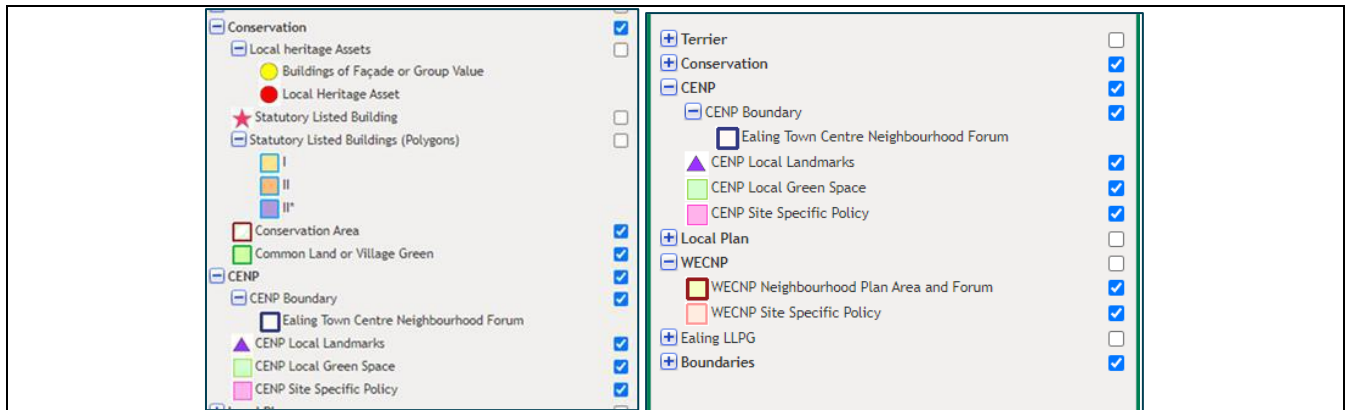 Conservation
Local heritage Assets
Buildings of Façade or Group Value
Local Heritage Asset
Statutory Listed Building
Statutory Listed Buildings (Polygons)
I
II
II*
Conservation Area
Common Land or Village Green
CENP
CENP Boundary
Ealing Town Centre Neighbourhood Forum
CENP Local Landmarks
CENP Local Green Space
CENP Site Specific Policy
Terrier
Conservation
CENP
CENP Boundary
Ealing Town Centre Neighbourhood Forum
CENP Local Landmarks
CENP Local Green Space
CENP Site Specific Policy
Local Plan
WECNP
WECNP Neighbourhood Plan Area and Forum
WECNP Site Specific Policy
Ealing LLPG
Boundaries